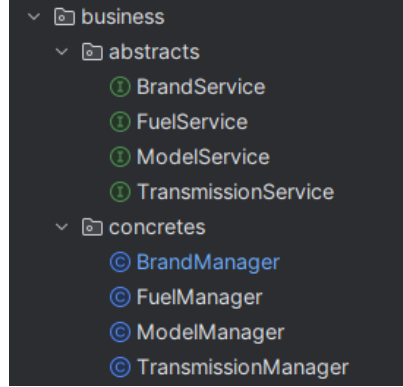 business
abstracts
BrandService
FuelService
ModelService
TransmissionService
concretes
BrandManager
FuelManager
ModelManager
TransmissionManager